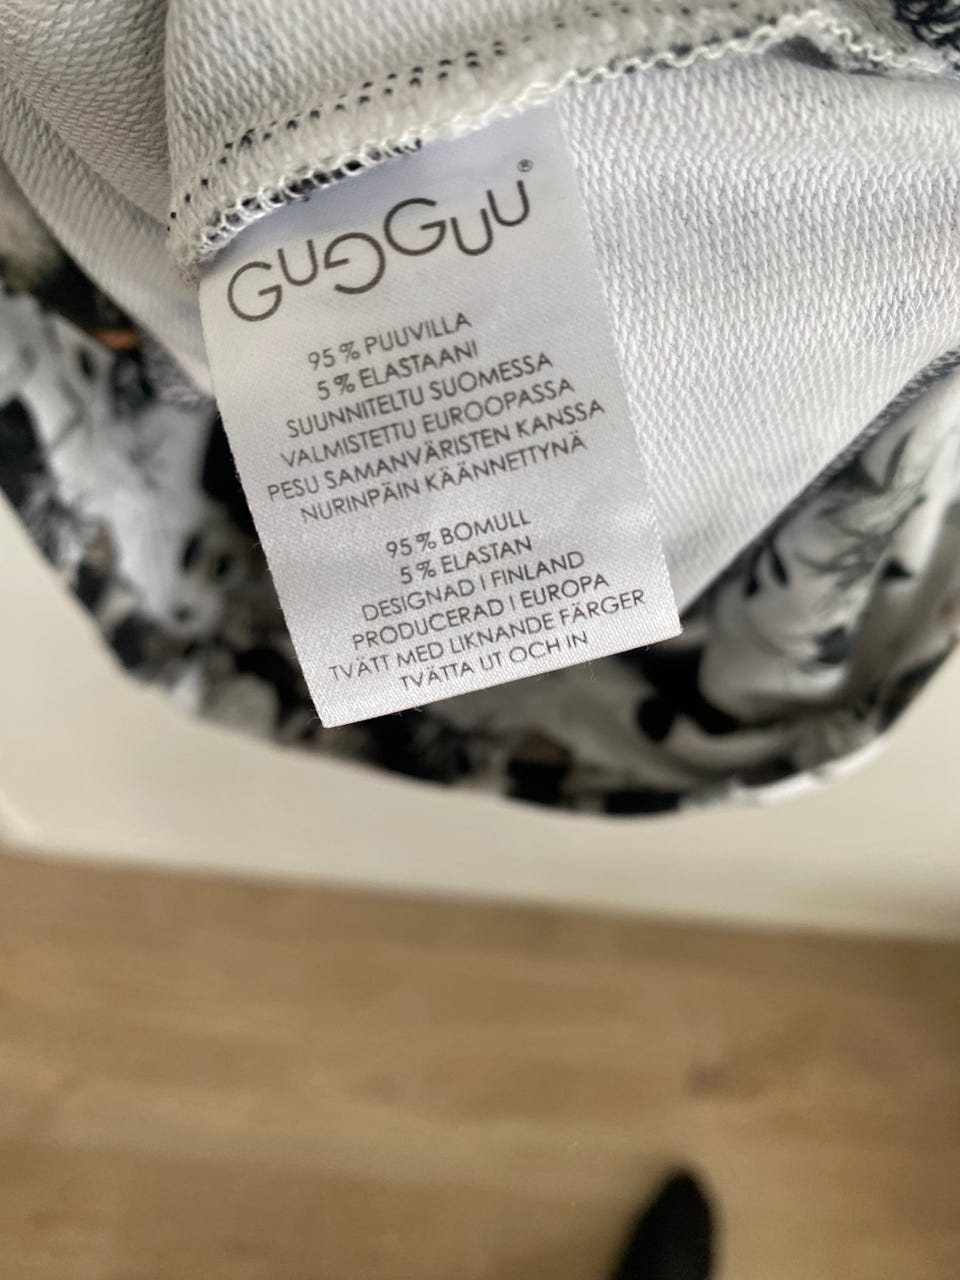 GUGGUU®
95 % PUUVILLA
5 % ELASTAANI
SUUNNITELTU SUOMESSA
VALMISTETTU EUROOPASSA
PESU SAMANVÄRISTEN KANSSA
NURINPÄIN KÄÄNNETTYNÄ
95 % BOMULL
5 % ELASTAN
DESIGNAD I FINLAND
PRODUCERAD I EUROPA
TVÄTT MED LIKNANDE FÄRGER
TVÄTTA UT OCH IN